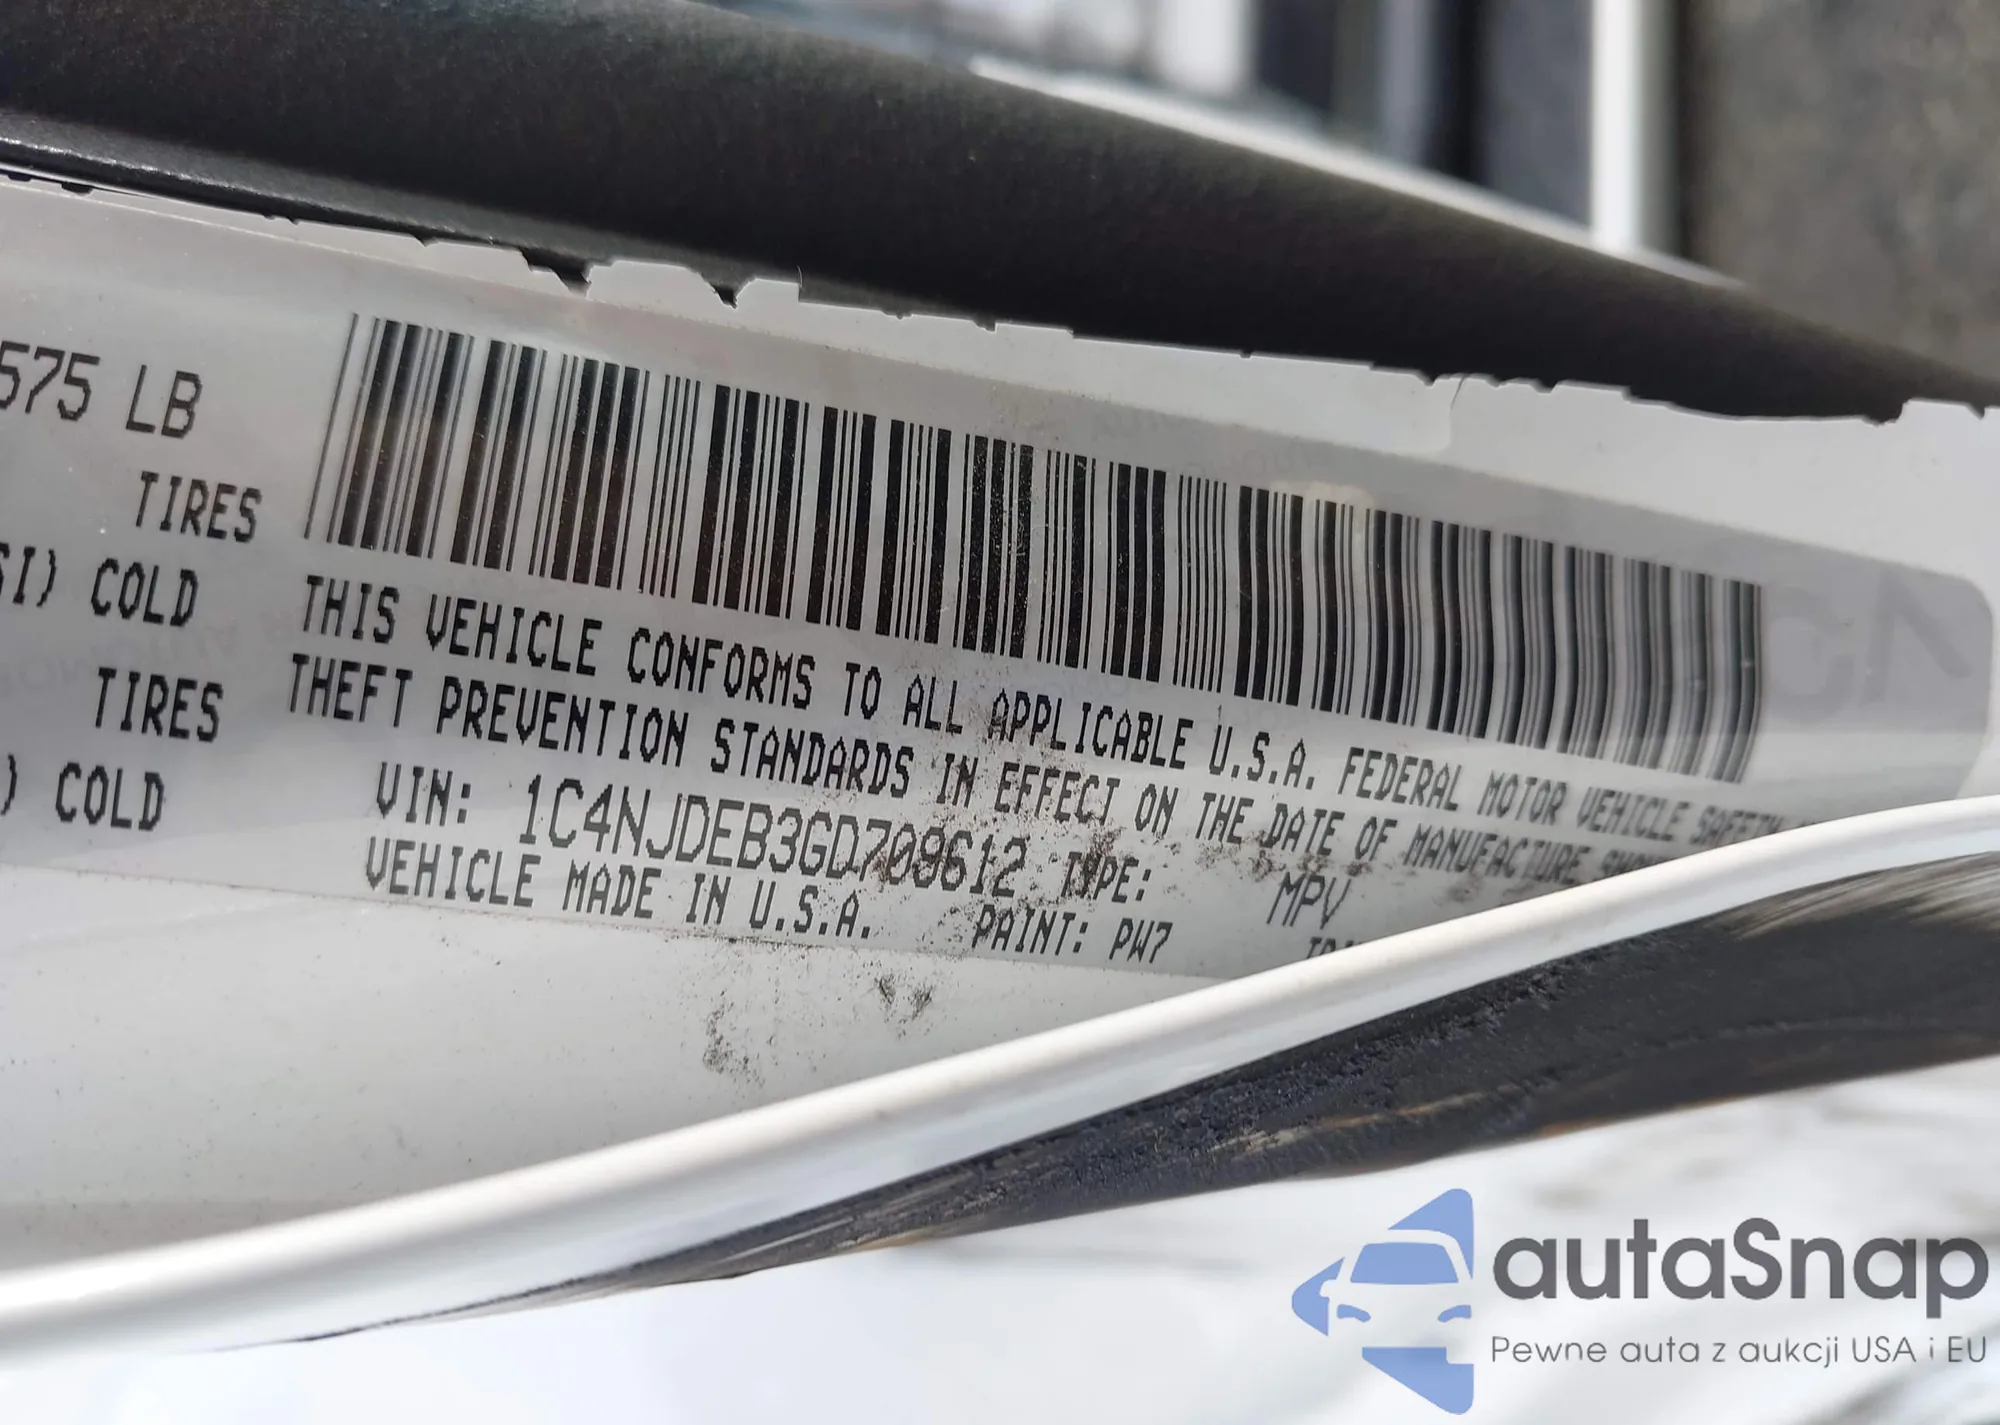 575 LB
TIRES
SI) COLD
TIRES
) COLD
THIS VEHICLE CONFORMS TO ALL APPLICABLE U.S.A. FEDERAL MOTOR VEHICLE SAFETY
THEFT PREVENTION STANDARDS IN EFFECT ON THE DATE OF MANUFACTURE
VIN: 1C4NJDEB3GD709612 TYPE: MPV
VEHICLE MADE IN U.S.A. PAINT: PW7
autaSnap
Pewne auta z aukcji USA i EU